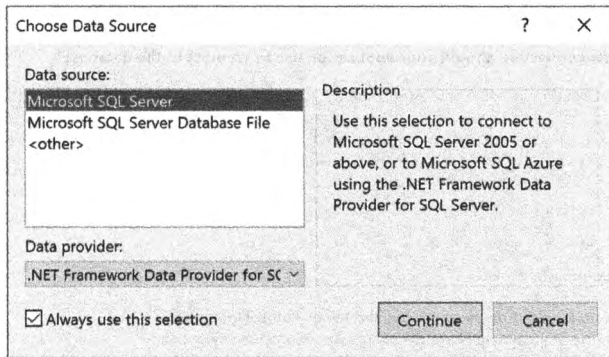 Choose Data Source
? ×
Data source:
Microsoft SQL Server
Microsoft SQL Server Database File
<other>
Description
Use this selection to connect to
Microsoft SQL Server 2005 or
above, or to Microsoft SQL Azure
using the .NET Framework Data
Provider for SQL Server.
Data provider:
.NET Framework Data Provider for SC
Always use this selection
Continue
Cancel